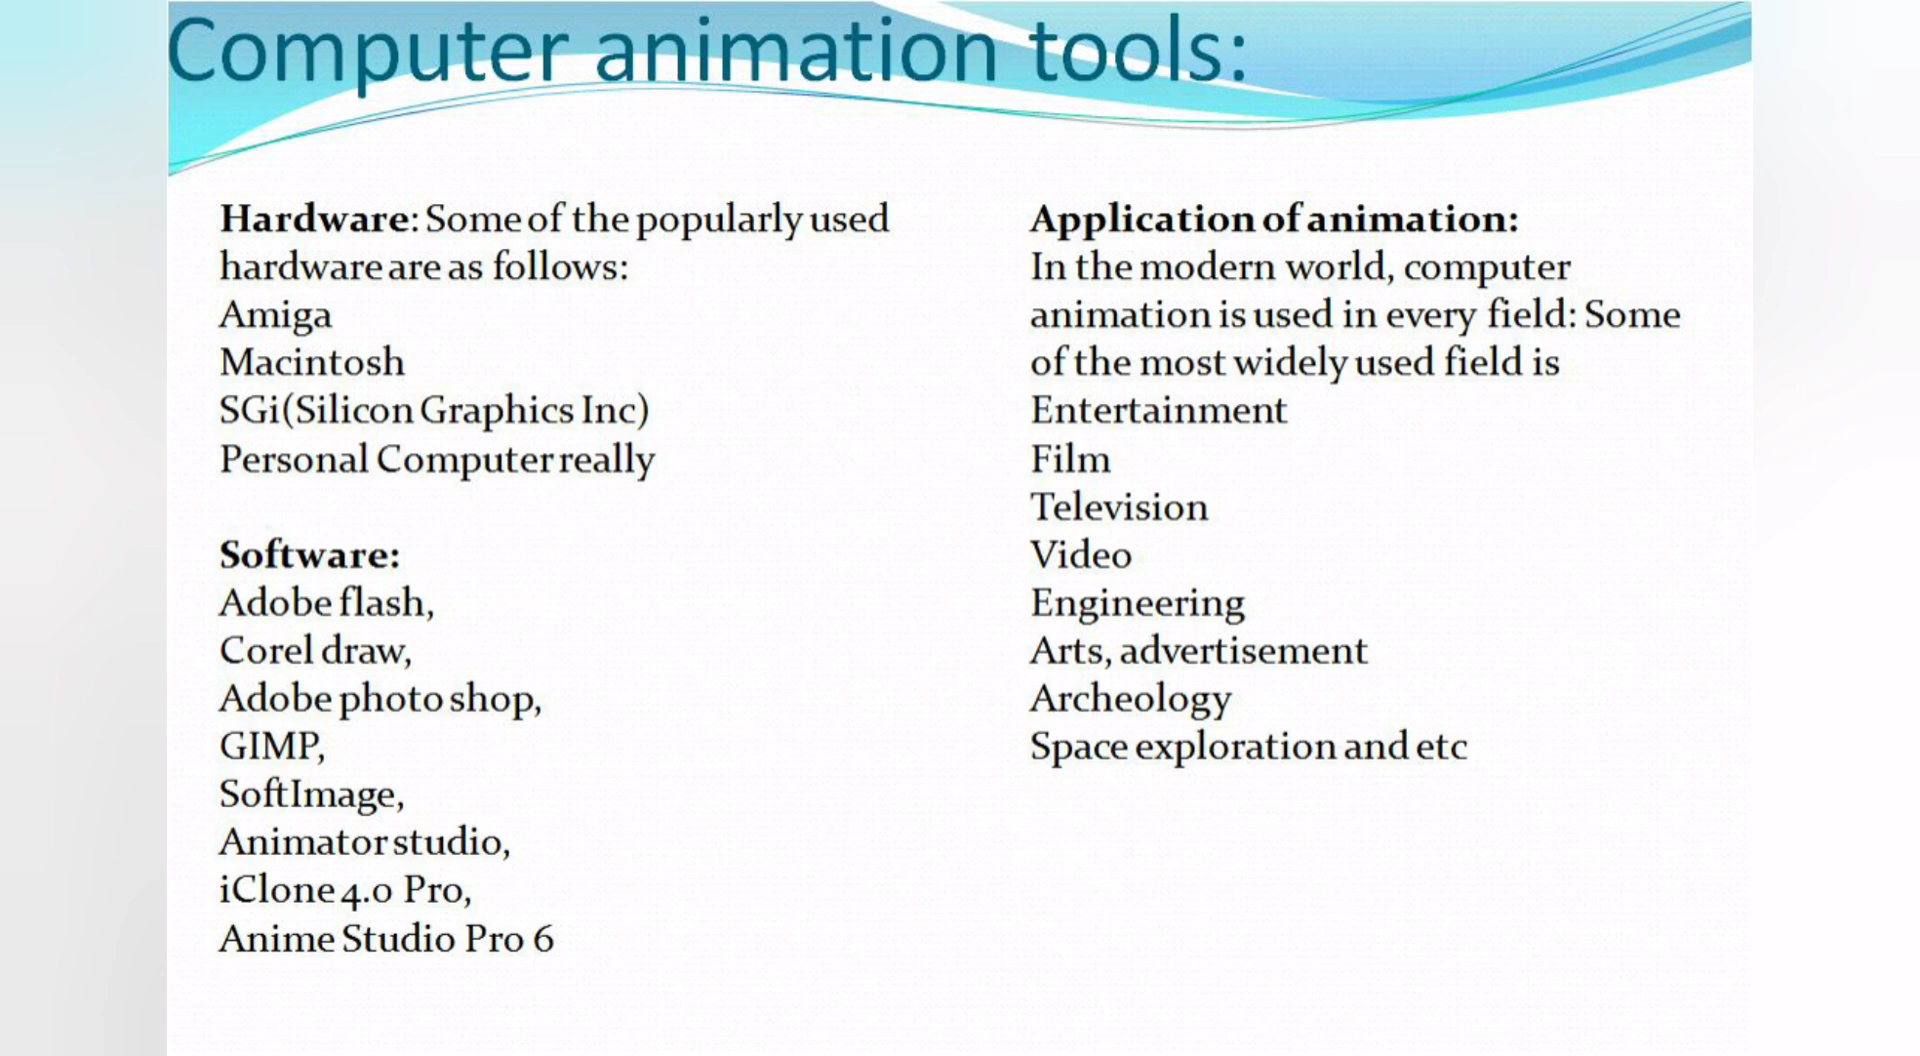 Computer animation tools:
Hardware: Some of the popularly used
hardware are as follows:
Amiga
Macintosh
SGi(Silicon Graphics Inc)
Personal Computer really
Software:
Adobe flash,
Corel draw,
Adobe photo shop,
GIMP,
SoftImage,
Animator studio,
iClone 4.0 Pro,
Anime Studio Pro 6
Application of animation:
In the modern world, computer
animation is used in every field: Some
of the most widely used field is
Entertainment
Film
Television
Video
Engineering
Arts, advertisement
Archeology
Space exploration and etc